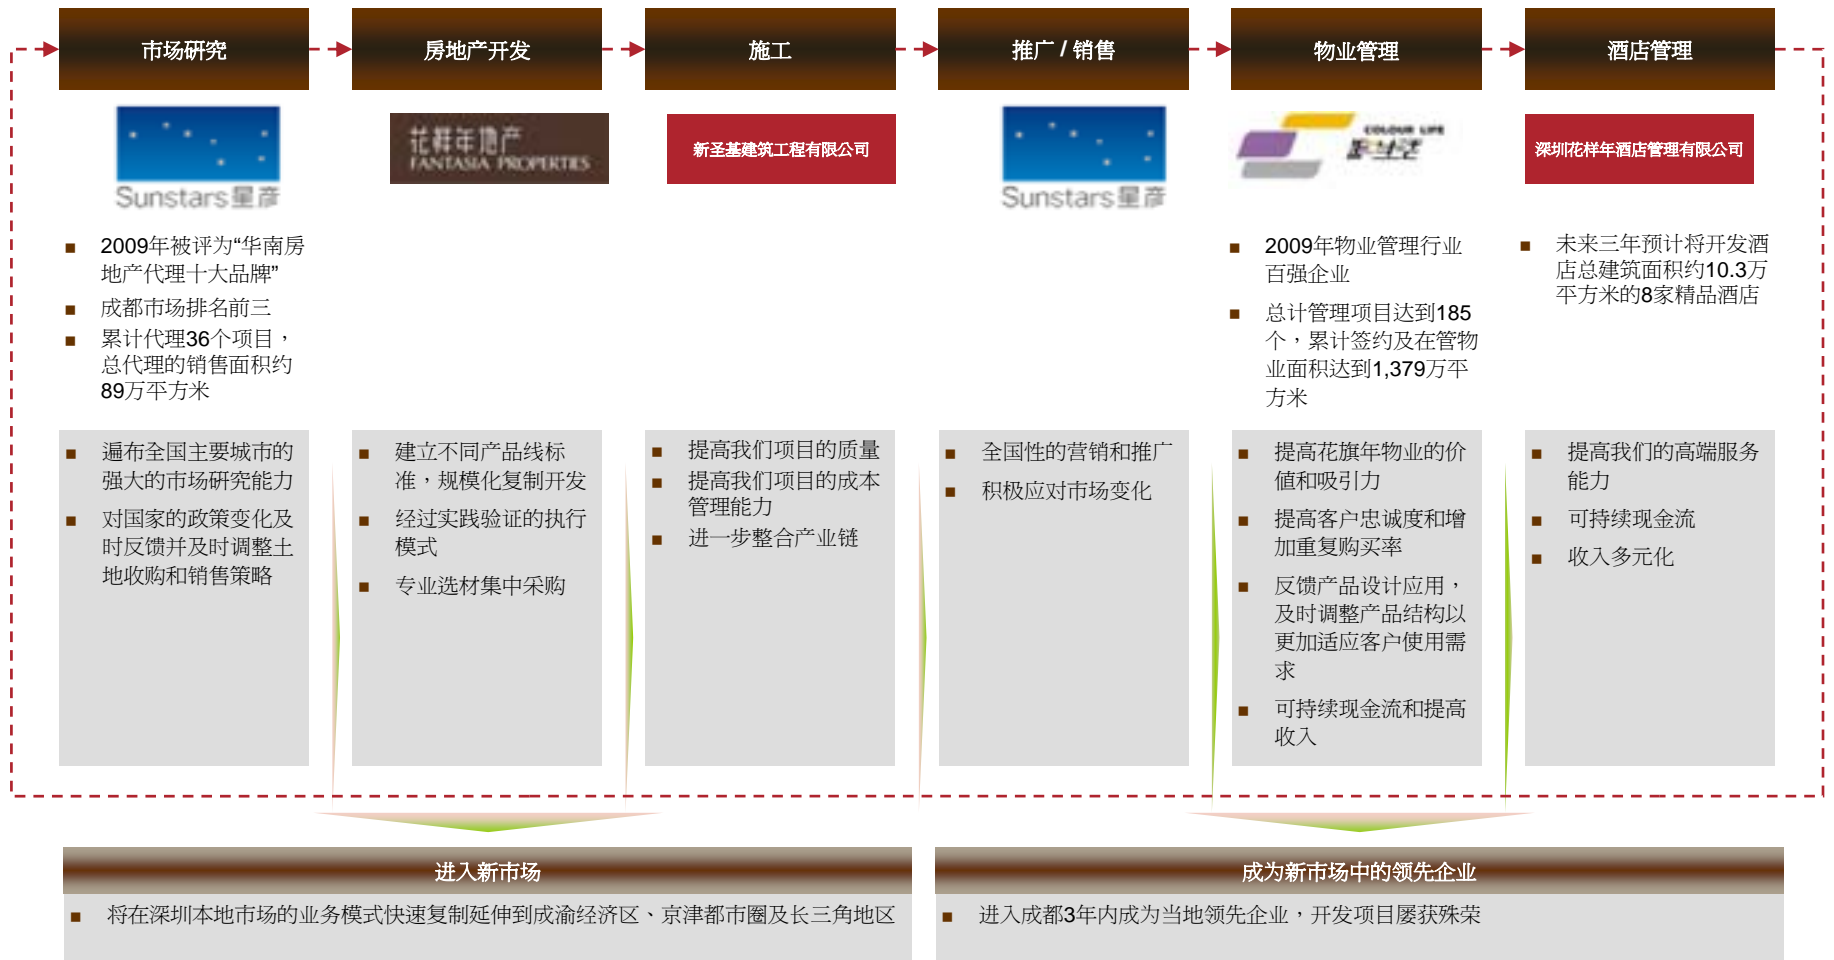 市场研究
房地产开发
施工
推广 / 销售
物业管理
酒店管理
Sunstars星彦
花样年地产
FANTASIA PROPERTIES
新圣基建筑工程有限公司
Sunstars星彦
COLOUR LIFE
彩生活
深圳花样年酒店管理有限公司
■ 2009年被评为“华南房
地产代理十大品牌”
■ 成都市场排名前三
■ 累计代理36个项目，
总代理的销售面积约
89万平方米
■ 2009年物业管理行业
百强企业
■ 总计管理项目达到185
个，累计签约及在管物
业面积达到1,379万平
方米
■ 未来三年预计将开发酒
店总建筑面积约10.3万
平方米的8家精品酒店
■ 遍布全国主要城市的
强大的市场研究能力
■ 对国家的政策变化及
时反馈并及时调整土
地收购和销售策略
■ 建立不同产品线标
准，规模化复制开发
■ 经过实践验证的执行
模式
■ 专业选材集中采购
■ 提高我们项目的质量
■ 提高我们项目的成本
管理能力
■ 进一步整合产业链
■ 全国性的营销和推广
■ 积极应对市场变化
■ 提高花旗年物业的价
值和吸引力
■ 提高客户忠诚度和增
加重复购买率
■ 反馈产品设计应用，
及时调整产品结构以
更加适应客户使用需
求
■ 可持续现金流和提高
收入
■ 提高我们的高端服务
能力
■ 可持续现金流
■ 收入多元化
进入新市场
■ 将在深圳本地市场的业务模式快速复制延伸到成渝经济区、京津都市圈及长三角地区
成为新市场中的领先企业
■ 进入成都3年内成为当地领先企业，开发项目屡获殊荣